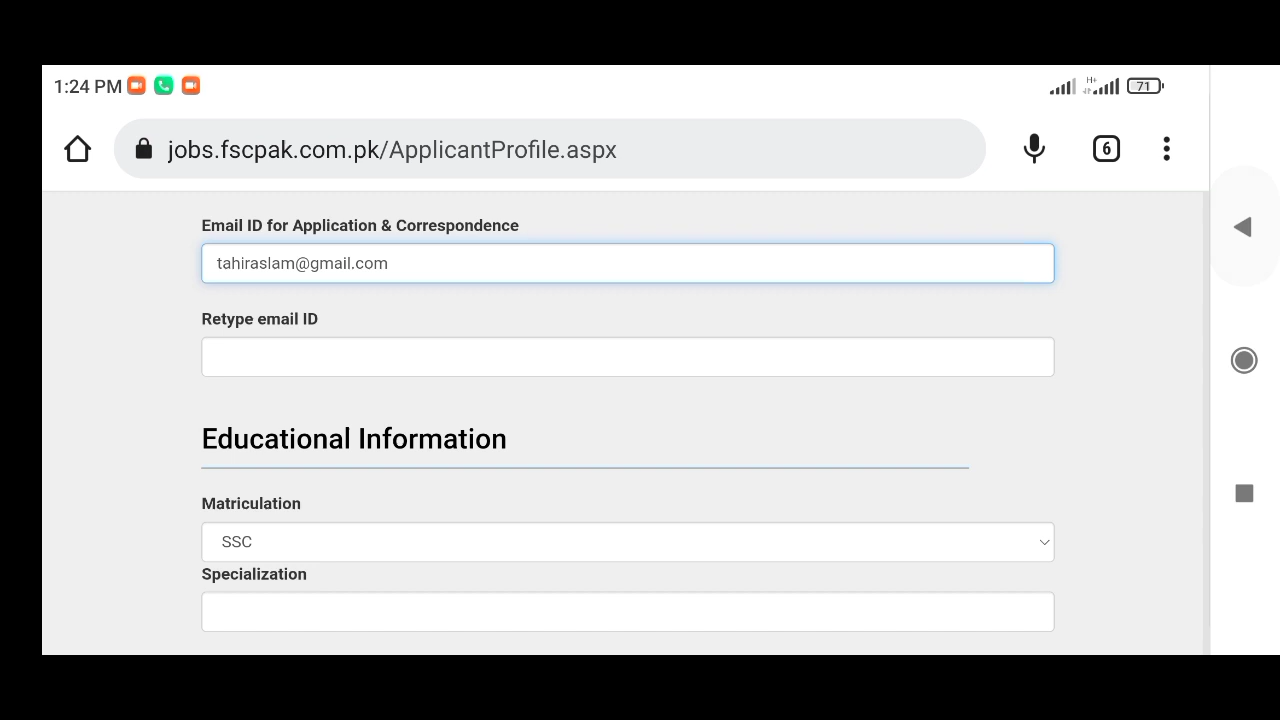 1:24 PM
H+
71
jobs.fscpak.com.pk/ApplicantProfile.aspx
6
Email ID for Application & Correspondence
tahiraslam@gmail.com
Retype email ID
Educational Information
Matriculation
SSC
Specialization